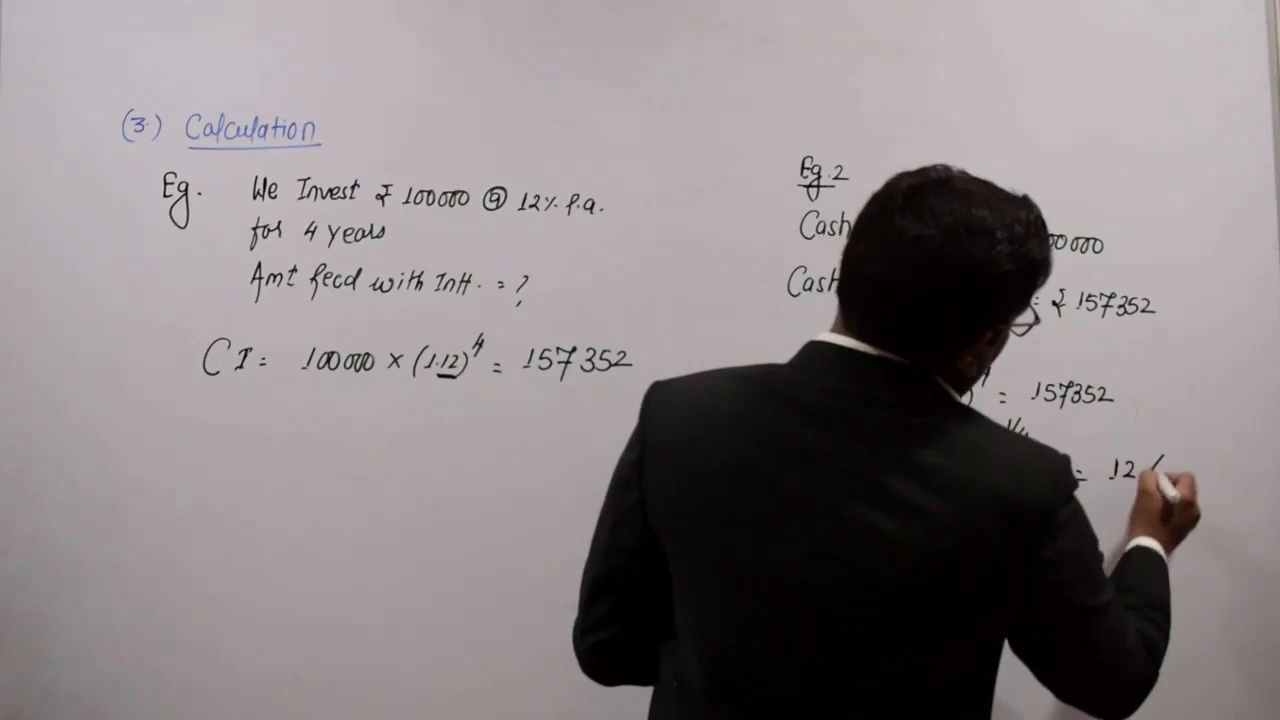 (3.) Calculation
Eg. We Invest ₹ 100000 @ 12% p.a.
for 4 years
Amt Recd with Intt. = ?
CI = 100000 × (1.12)⁴ = 157352
Eg. 2
Cash
Cash = ₹ 157352
= 157352
= 12